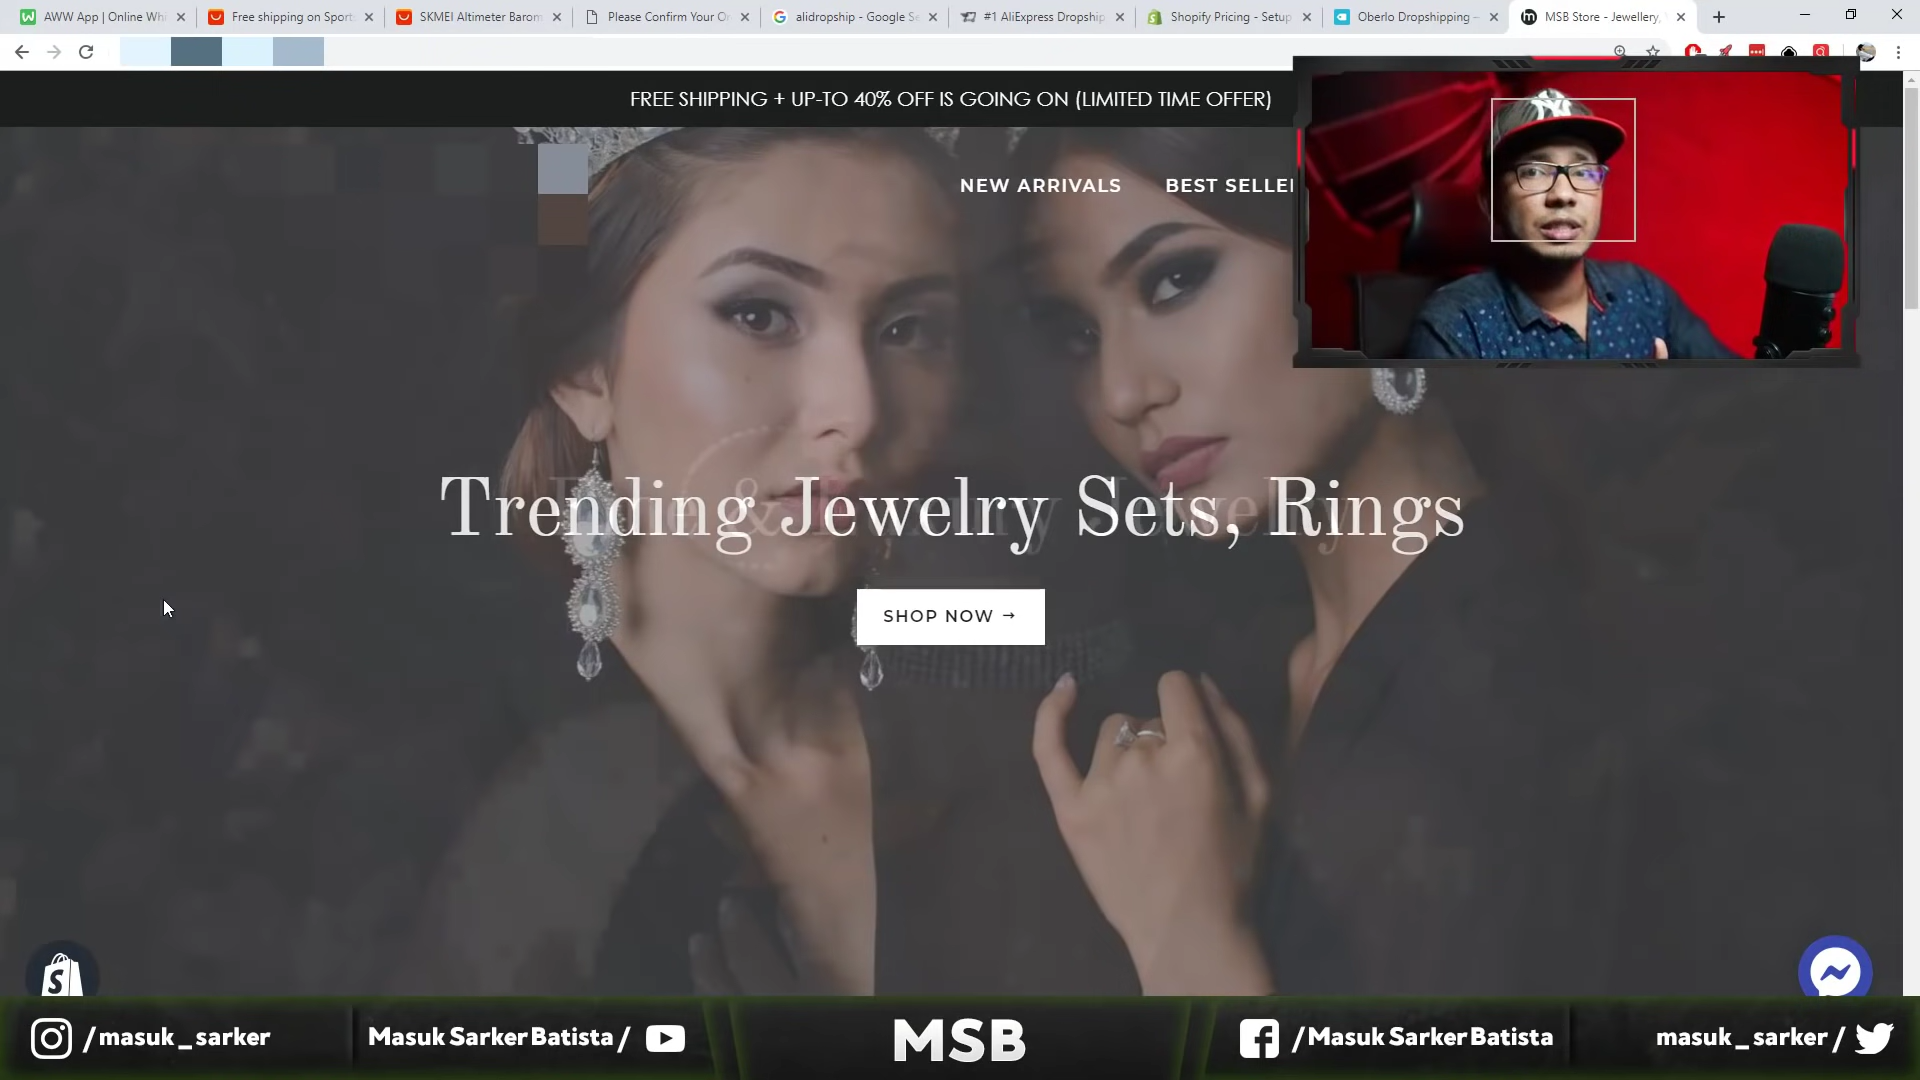 AWW App | Online Whi
Free shipping on Sport
SKMEI Altimeter Barom
Please Confirm Your O
alidropship - Google Se
#1 AliExpress Dropship
Shopify Pricing - Setup
Oberlo Dropshipping –
MSB Store - Jewellery,
FREE SHIPPING + UP-TO 40% OFF IS GOING ON (LIMITED TIME OFFER)
NEW ARRIVALS BEST SELLE
Trending Jewelry Sets, Rings
SHOP NOW →
/masuk_sarker
Masuk Sarker Batista /
MSB
/Masuk Sarker Batista
masuk_sarker /